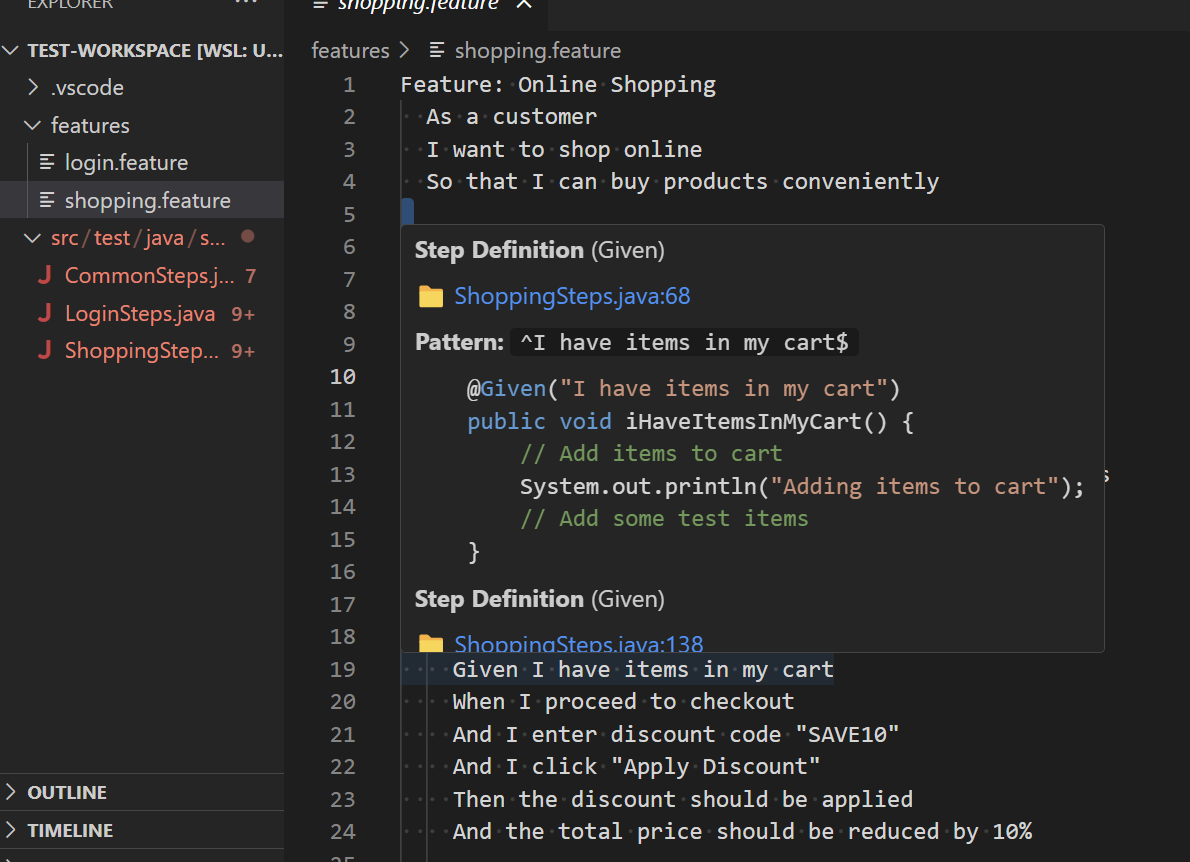 EXPLORER
···
shopping.feature
TEST-WORKSPACE [WSL: U...
.vscode
features
login.feature
shopping.feature
src/test/java/s...
J CommonSteps.j... 7
J LoginSteps.java 9+
J ShoppingStep... 9+
OUTLINE
TIMELINE
features > shopping.feature
1 Feature: Online Shopping
2 As a customer
3 I want to shop online
4 So that I can buy products conveniently
5
6
7
8
9
10
11
12
13
14
15
16
17
18
Step Definition (Given)
ShoppingSteps.java:68
Pattern: ^I have items in my cart$
@Given("I have items in my cart")
public void iHaveItemsInMyCart() {
// Add items to cart
System.out.println("Adding items to cart");
// Add some test items
}
Step Definition (Given)
ShoppingSteps.java:138
19 Given I have items in my cart
20 When I proceed to checkout
21 And I enter discount code "SAVE10"
22 And I click "Apply Discount"
23 Then the discount should be applied
24 And the total price should be reduced by 10%
25